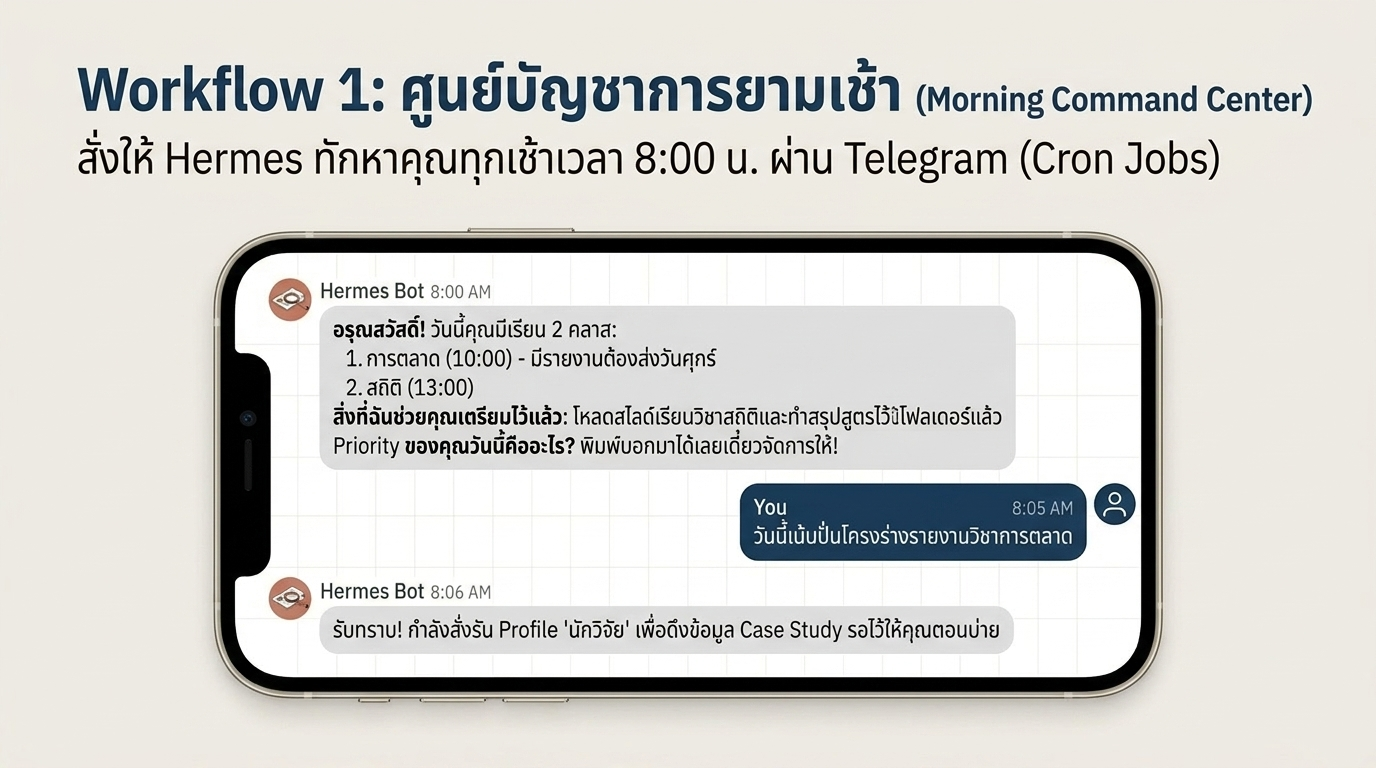 Workflow 1: ศูนย์บัญชาการยามเช้า (Morning Command Center)
สั่งให้ Hermes ทักหาคุณทุกเช้าเวลา 8:00 น. ผ่าน Telegram (Cron Jobs)
Hermes Bot 8:00 AM
อรุณสวัสดิ์! วันนี้คุณมีเรียน 2 คลาส:
1. การตลาด (10:00) - มีรายงานต้องส่งวันศุกร์
2. สถิติ (13:00)
สิ่งที่ฉันช่วยคุณเตรียมไว้แล้ว: โหลดสไลด์เรียนวิชาสถิติและทำสรุปสูตรไว้โฟลเดอร์แล้ว
Priority ของคุณวันนี้คืออะไร? พิมพ์บอกมาได้เลยเดี๋ยวจัดการให้!
You 8:05 AM
วันนี้เน้บปั่นโครงร่างรายงานวิชาการตลาด
Hermes Bot 8:06 AM
รับทราบ! กำลังสั่งรัน Profile 'นักวิจัย' เพื่อดึงข้อมูล Case Study รอไว้ให้คุณตอนบ่าย